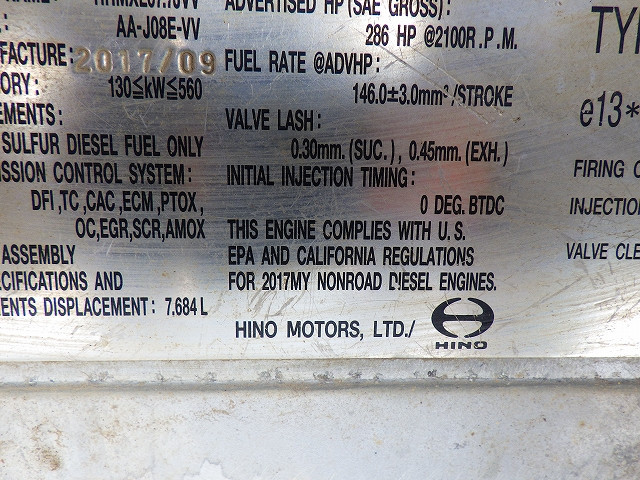 ADVERTISED HP (SAE GROSS):
AA-J08E-VV
286 HP @2100R.P.M.
FACTURE: 2017/09
FUEL RATE @ADVHP:
ORY: 130≦kW≦560
146.0±3.0mm³/STROKE
EMENTS:
VALVE LASH:
SULFUR DIESEL FUEL ONLY
0.30mm.(SUC.), 0.45mm.(EXH.)
SSION CONTROL SYSTEM:
INITIAL INJECTION TIMING:
DFI,TC,CAC,ECM,PTOX,
0 DEG.BTDC
OC,EGR,SCR,AMOX
THIS ENGINE COMPLIES WITH U.S.
ASSEMBLY
EPA AND CALIFORNIA REGULATIONS
CIFICATIONS AND
FOR 2017MY NONROAD DIESEL ENGINES.
ENTS DISPLACEMENT: 7.684L
HINO MOTORS, LTD./
HINO
TY
e13*
FIRING O
INJECTIO
VALVE CLE